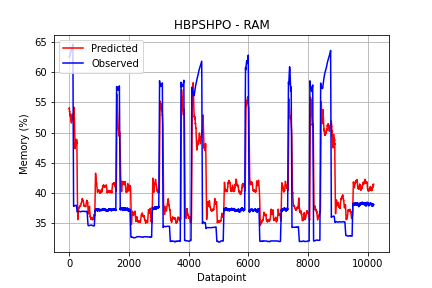 HBPSHPO - RAM
Predicted
Observed
Memory (%)
65
60
55
50
45
40
35
0
2000
4000
6000
8000
10000
Datapoint